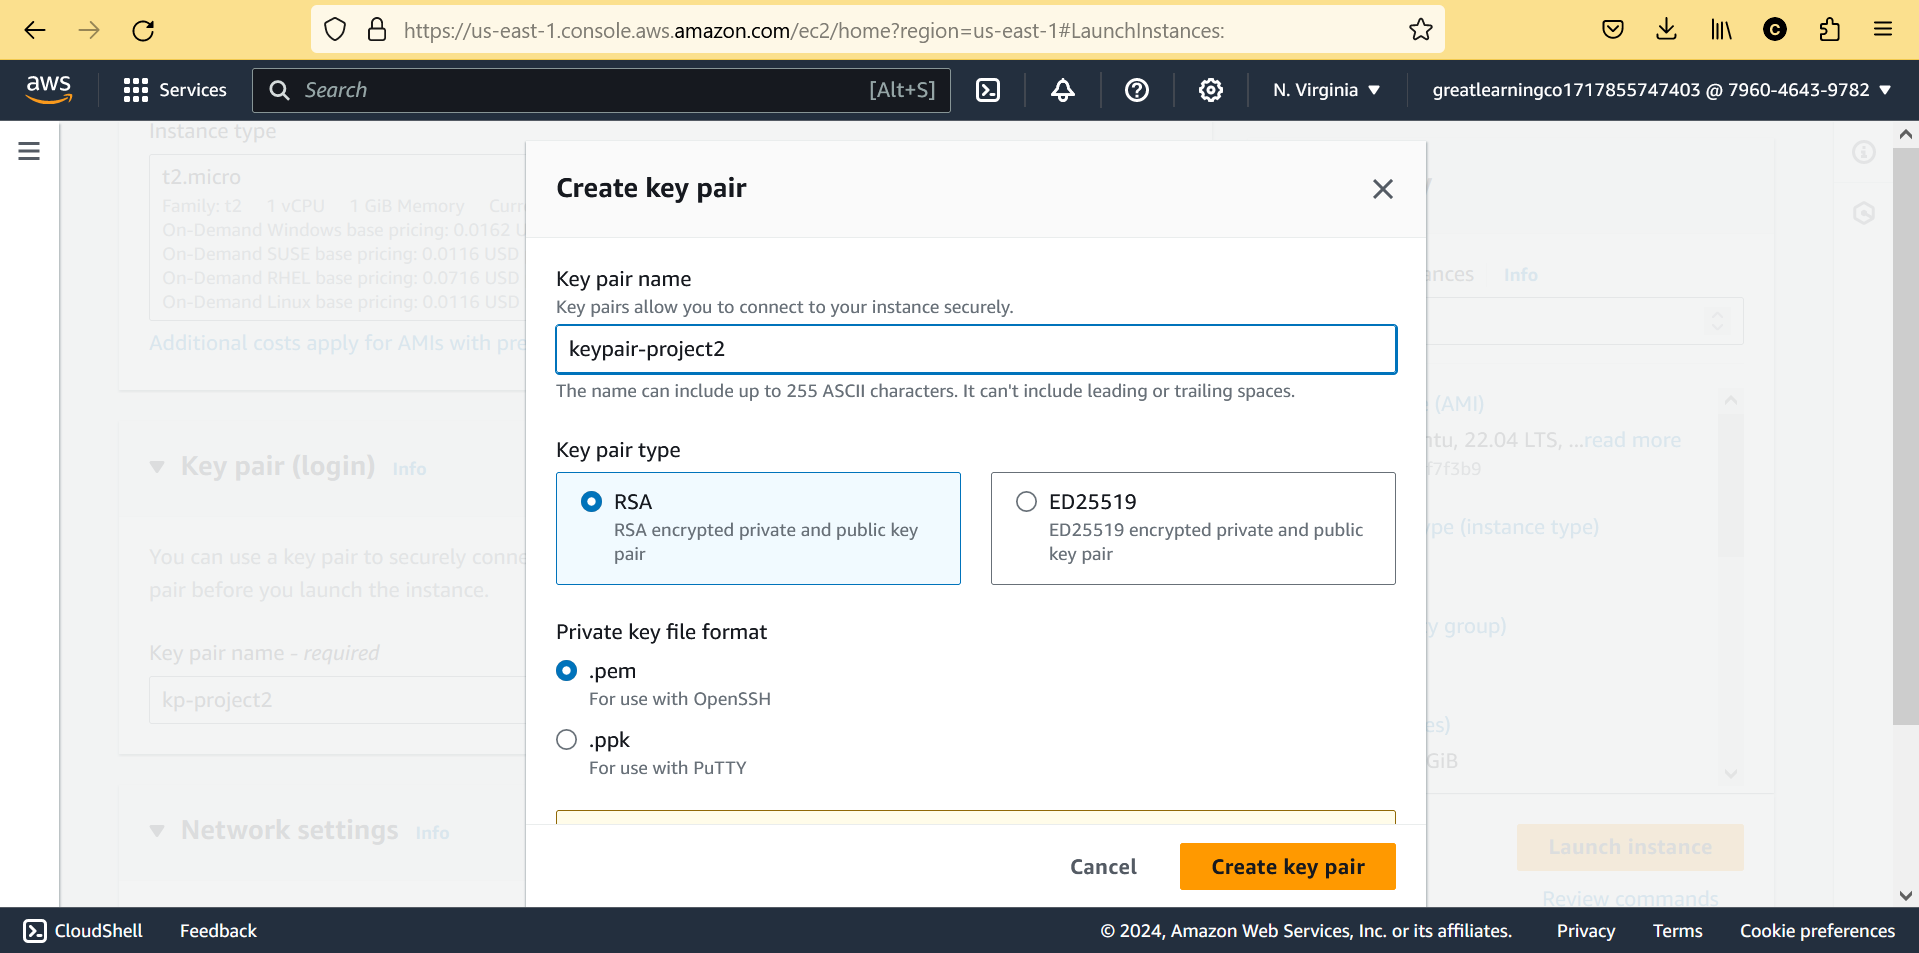 https://us-east-1.console.aws.amazon.com/ec2/home?region=us-east-1#LaunchInstances:
aws
Services
Search
[Alt+S]
N. Virginia
greatlearningco1717855747403 @ 7960-4643-9782
Instance type
t2.micro
Family: t2 1 vCPU 1 GiB Memory Curr
On-Demand Windows base pricing: 0.0162 U
On-Demand SUSE base pricing: 0.0116 USD
On-Demand RHEL base pricing: 0.0716 USD
On-Demand Linux base pricing: 0.0116 USD
Additional costs apply for AMIs with pre
Key pair (login) Info
You can use a key pair to securely conne
pair before you launch the instance.
Key pair name - required
kp-project2
Network settings Info
Create key pair
Key pair name
Key pairs allow you to connect to your instance securely.
keypair-project2
The name can include up to 255 ASCII characters. It can't include leading or trailing spaces.
Key pair type
RSA
RSA encrypted private and public key
pair
ED25519
ED25519 encrypted private and public
key pair
Private key file format
.pem
For use with OpenSSH
.ppk
For use with PuTTY
Cancel
Create key pair
ances Info
(AMI)
ntu, 22.04 LTS, ...read more
f7f3b9
ype (instance type)
y group)
es)
GiB
Launch instance
Review commands
CloudShell
Feedback
© 2024, Amazon Web Services, Inc. or its affiliates.
Privacy
Terms
Cookie preferences